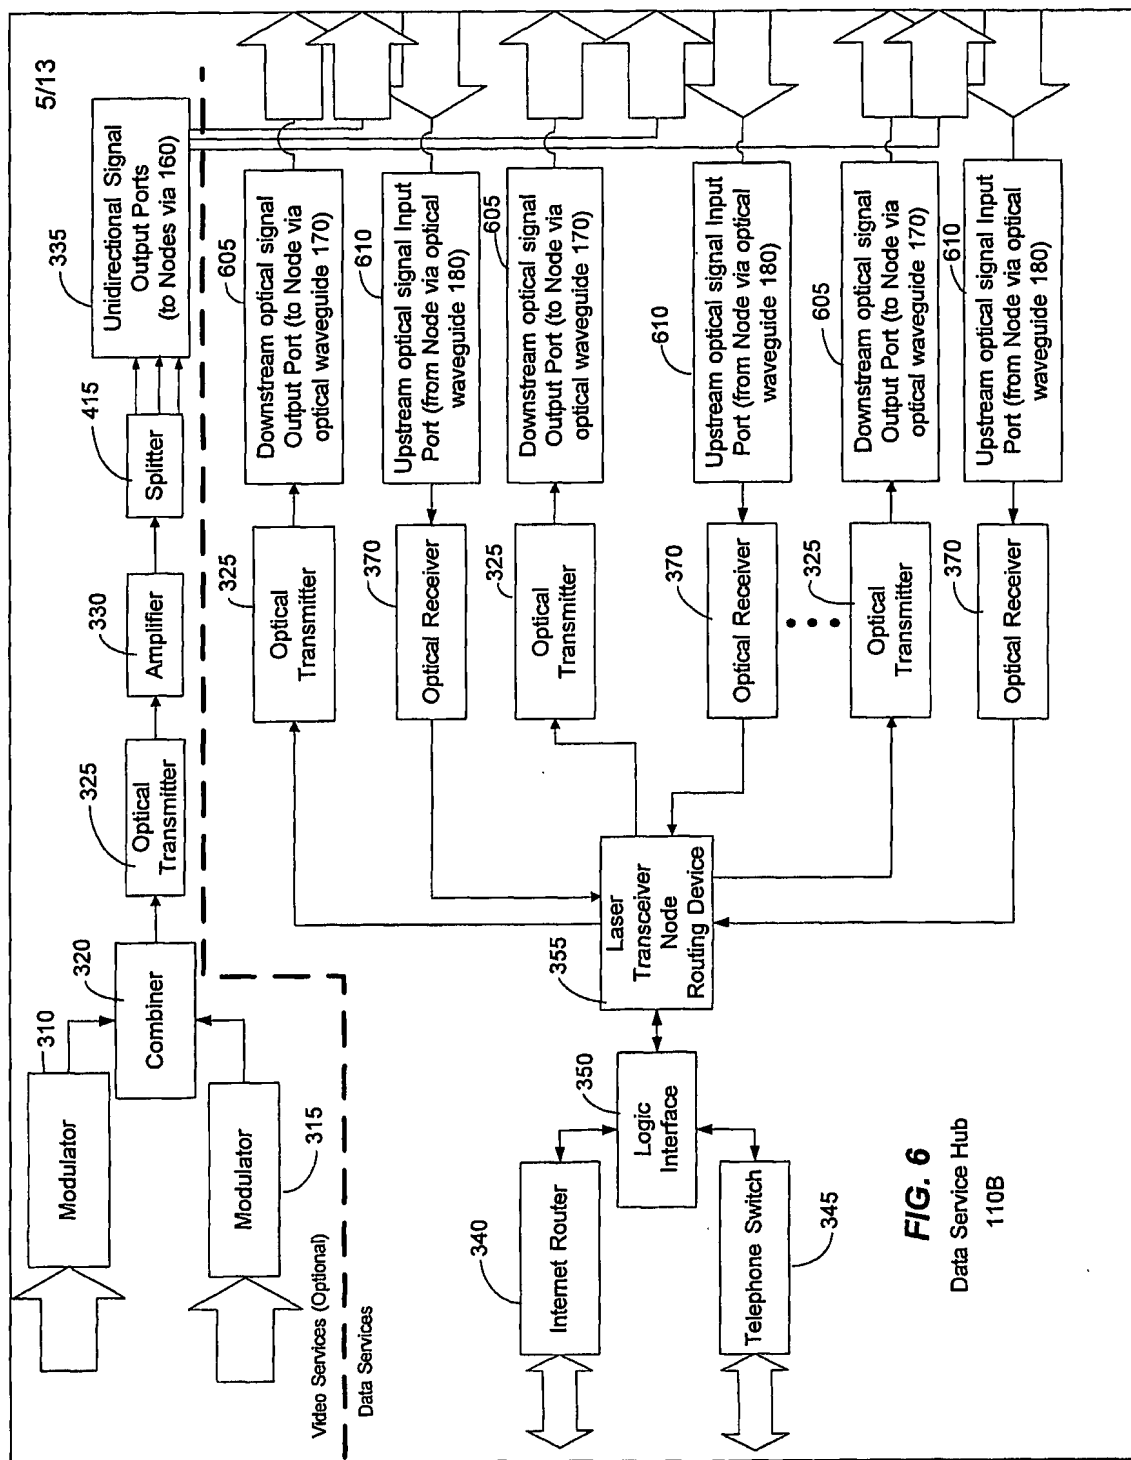 5/13
310
Modulator
Modulator
315
320
Combiner
325
Optical
Transmitter
330
Amplifier
415
Splitter
335
Unidirectional Signal
Output Ports
(to Nodes via 160)
Video Services (Optional)
Data Services
340
Internet Router
Telephone Switch
345
350
Logic
Interface
355
Laser
Transceiver
Node
Routing Device
325
Optical
Transmitter
605
Downstream optical signal
Output Port (to Node via
optical waveguide 170)
370
Optical Receiver
610
Upstream optical signal Input
Port (from Node via optical
waveguide 180)
325
Optical
Transmitter
605
Downstream optical signal
Output Port (to Node via
optical waveguide 170)
370
Optical Receiver
610
Upstream optical signal Input
Port (from Node via optical
waveguide 180)
325
Optical
Transmitter
605
Downstream optical signal
Output Port (to Node via
optical waveguide 170)
370
Optical Receiver
610
Upstream optical signal Input
Port (from Node via optical
waveguide 180)
FIG. 6
Data Service Hub
110B